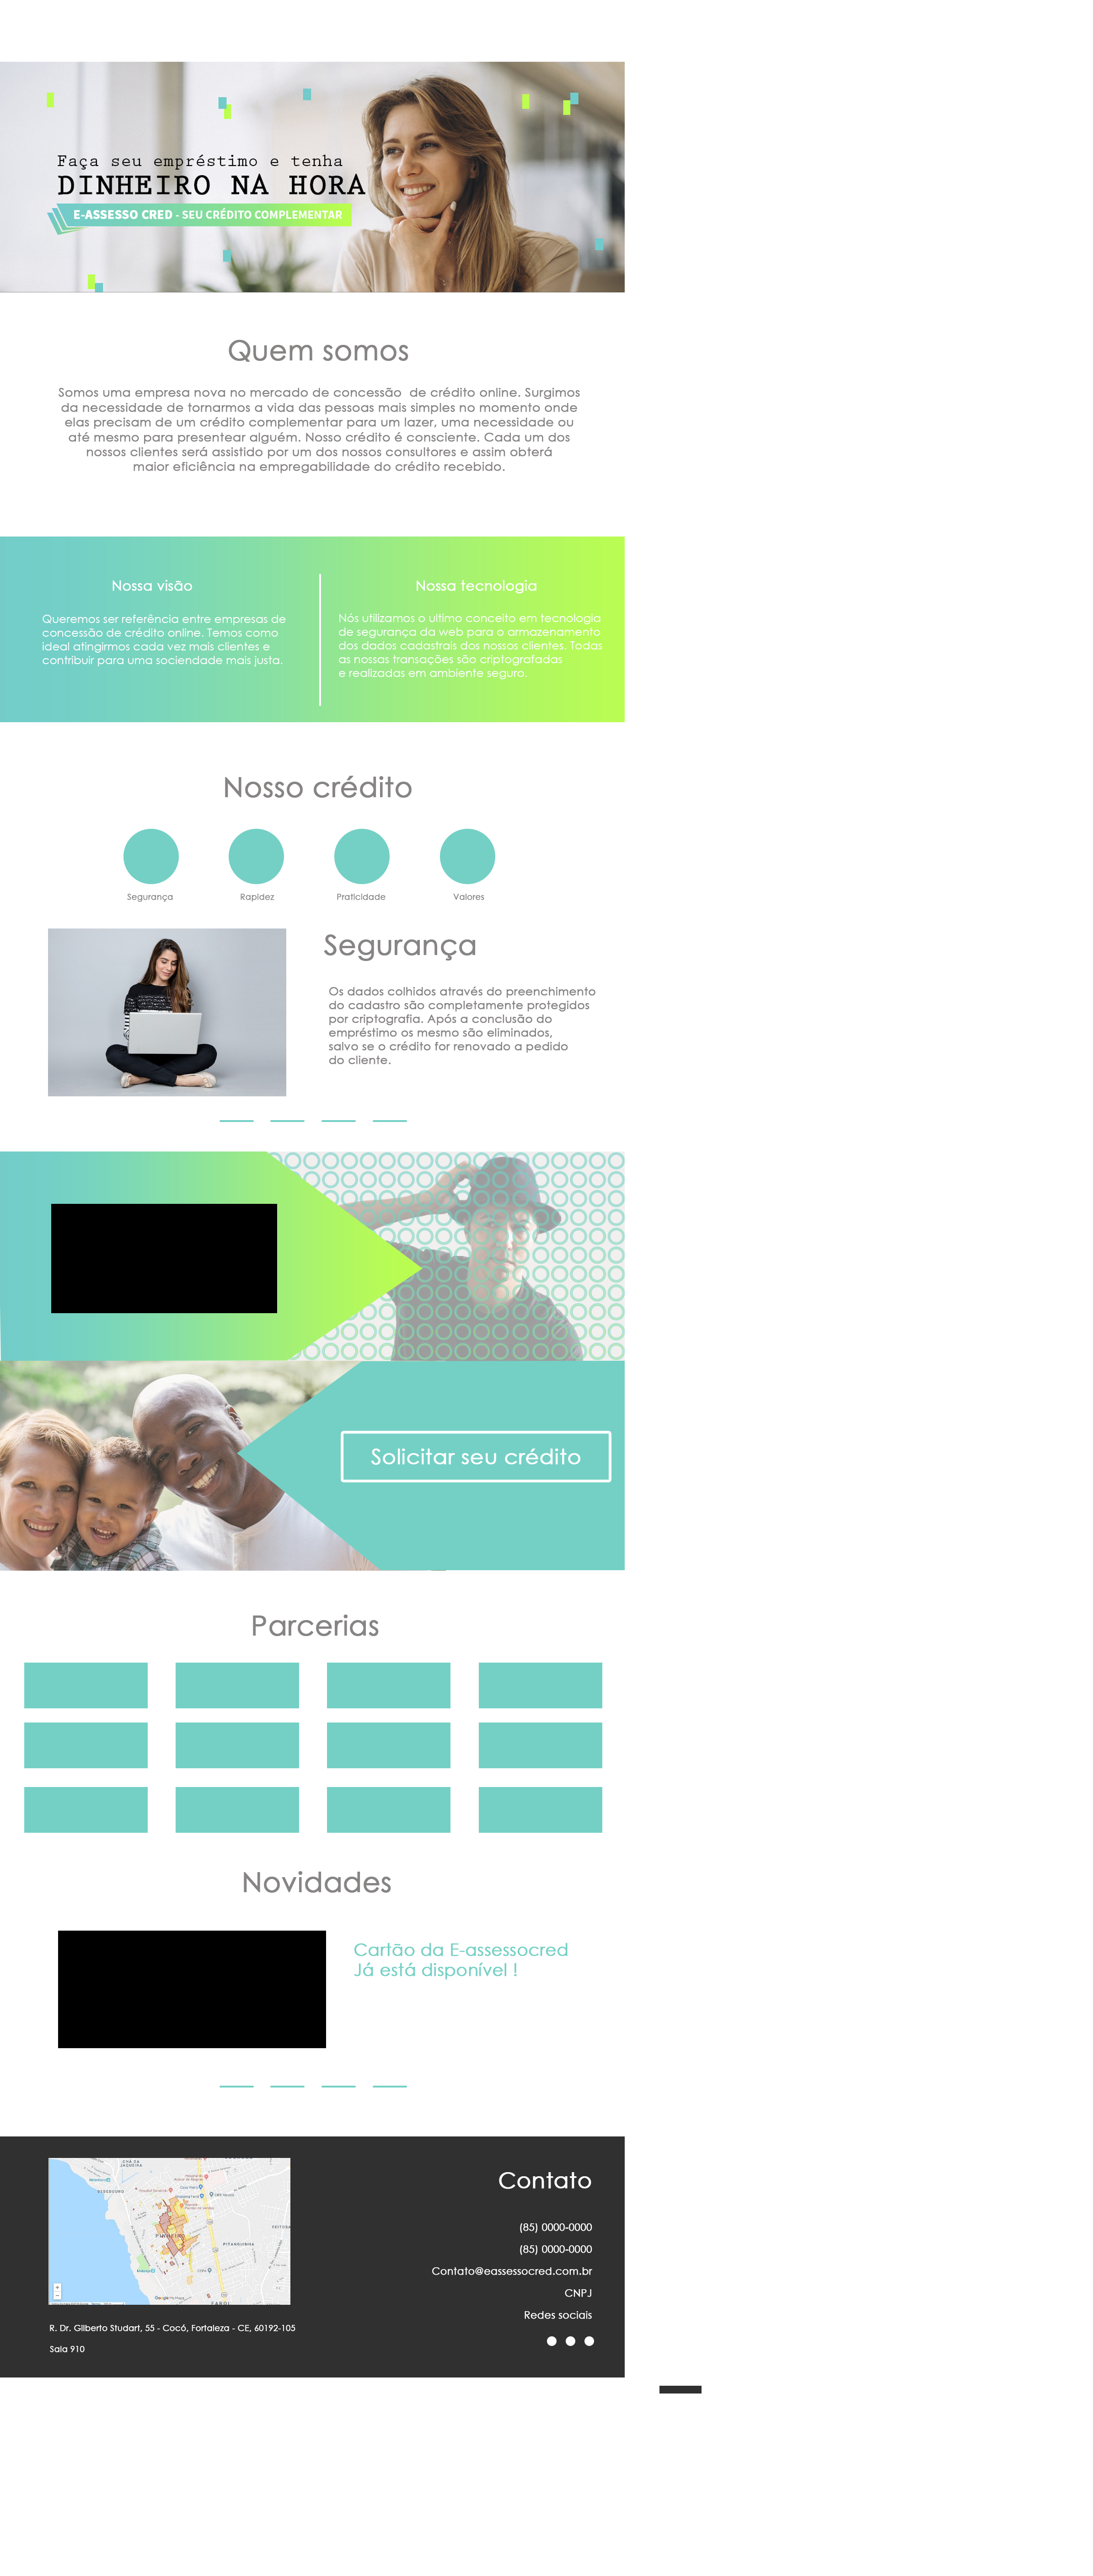 Faça seu empréstimo e tenha
DINHEIRO NA HORA
E-ASSESSO CRED - SEU CRÉDITO COMPLEMENTAR
Quem somos
Somos uma empresa nova no mercado de concessão  de crédito online. Surgimos
da necessidade de tornarmos a vida das pessoas mais simples no momento onde
elas precisam de um crédito complementar para um lazer, uma necessidade ou
até mesmo para presentear alguém. Nosso crédito é consciente. Cada um dos
nossos clientes será assistido por um dos nossos consultores e assim obterá
maior eficiência na empregabilidade do crédito recebido.
Nossa visão
Queremos ser referência entre empresas de
concessão de crédito online. Temos como
ideal atingirmos cada vez mais clientes e
contribuir para uma sociendade mais justa.
Nossa tecnologia
Nós utilizamos o ultimo conceito em tecnologia
de segurança da web para o armazenamento
dos dados cadastrais dos nossos clientes. Todas
as nossas transações são criptografadas
e realizadas em ambiente seguro.
Nosso crédito
Segurança
Rapidez
Praticidade
Valores
Segurança
Os dados colhidos através do preenchimento
do cadastro são completamente protegidos
por criptografia. Após a conclusão do
empréstimo os mesmo são eliminados,
salvo se o crédito for renovado a pedido
do cliente.
Solicitar seu crédito
Parcerias
Novidades
Cartão da E-assessocred
Já está disponível !
CHÃ DA
JAQUEIRA
BEBEDOURO
PITANGUINHA
FEITOSA
FAROL
Google
R. Dr. Gilberto Studart, 55 - Cocó, Fortaleza - CE, 60192-105
Sala 910
Contato
(85) 0000-0000
(85) 0000-0000
Contato@eassessocred.com.br
CNPJ
Redes sociais